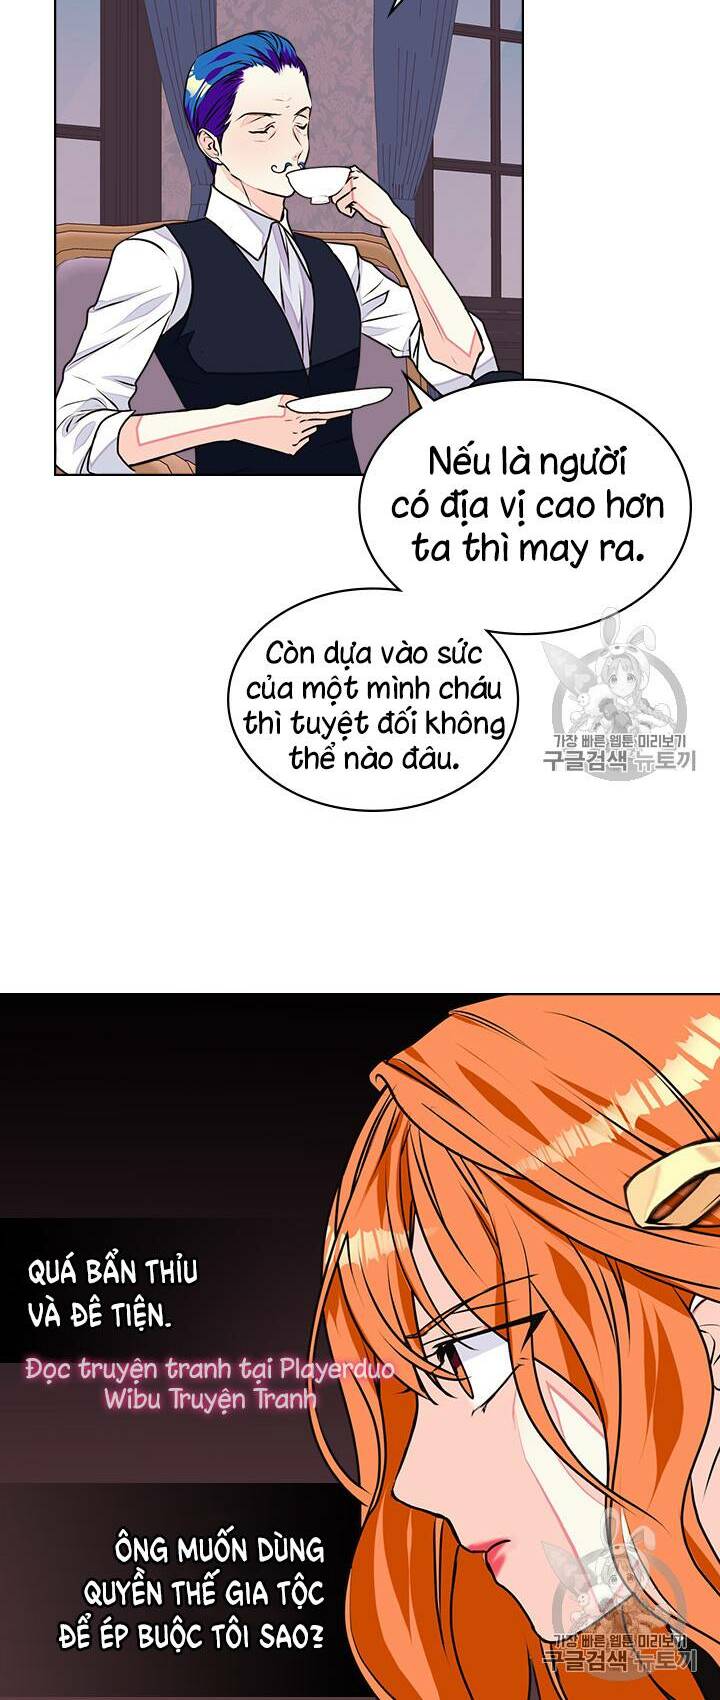 Nếu là người
có địa vị cao hơn
ta thì may ra.
Còn dựa vào sức
của một mình cháu
thì tuyệt đối không
thể nào đâu.
가장 빠른 웹툰 미리보기
구글검색 뉴토끼
QUÁ BẨN THỈU
VÀ ĐÊ TIỆN.
Đọc truyện tranh tại Playerduo
Wibu Truyện Tranh
ÔNG MUỐN DÙNG
QUYỀN THẾ GIA TỘC
ĐỂ ÉP BUỘC TÔI SAO?
가장 빠른 웹툰 미리보기
구글검색 뉴토끼